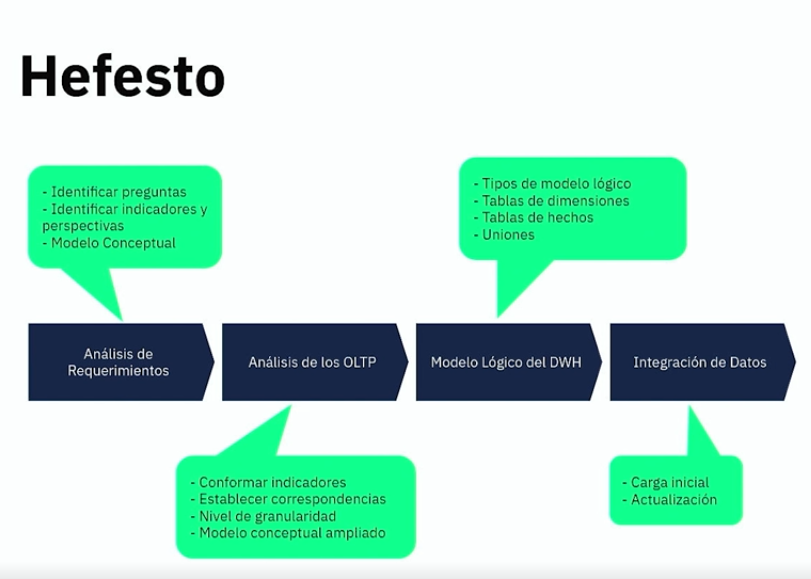 Hefesto
- Identificar preguntas
- Identificar indicadores y
perspectivas
- Modelo Conceptual
- Tipos de modelo lógico
- Tablas de dimensiones
- Tablas de hechos
- Uniones
Análisis de
Requerimientos
Análisis de los OLTP
Modelo Lógico del DWH
Integración de Datos
- Conformar indicadores
- Establecer correspondencias
- Nivel de granularidad
- Modelo conceptual ampliado
- Carga inicial
- Actualización